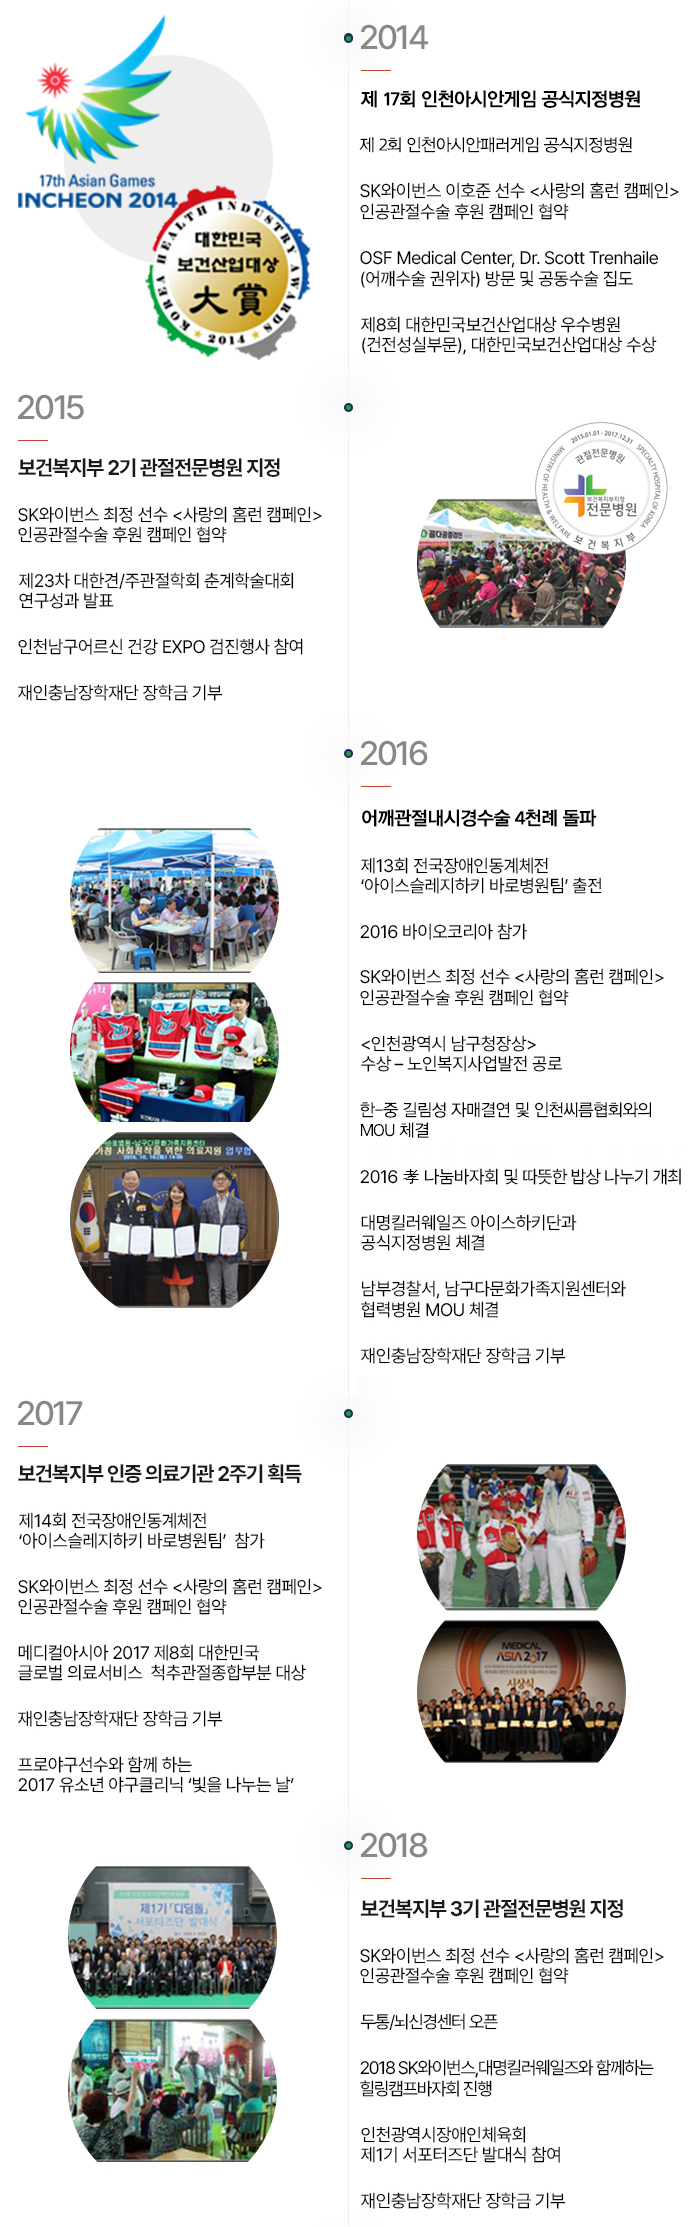 2014
17th Asian Games
INCHEON 2014
KOREA HEALTH INDUSTRY AWARDS
대한민국
보건산업대상
大賞
2014
제 17회 인천아시안게임 공식지정병원
제 2회 인천아시안패러게임 공식지정병원
SK와이번스 이호준 선수 <사랑의 홈런 캠페인>
인공관절수술 후원 캠페인 협약
OSF Medical Center, Dr. Scott Trenhaile
(어깨수술 권위자) 방문 및 공동수술 집도
제8회 대한민국보건산업대상 우수병원
(건전성실부문), 대한민국보건산업대상 수상
2015
보건복지부 2기 관절전문병원 지정
SK와이번스 최정 선수 <사랑의 홈런 캠페인>
인공관절수술 후원 캠페인 협약
제23차 대한견/주관절학회 춘계학술대회
연구성과 발표
인천남구어르신 건강 EXPO 검진행사 참여
재인충남장학재단 장학금 기부
2015.01.01 - 2017.12.31
관절전문병원
MINISTRY OF HEALTH & WELFARE
SPECIALTY HOSPITAL OF KOREA
보건복지부지정
전문병원
보건복지부
골다공증검진
2016
어깨관절내시경수술 4천례 돌파
제13회 전국장애인동계체전
‘아이스슬레지하키 바로병원팀’ 출전
2016 바이오코리아 참가
SK와이번스 최정 선수 <사랑의 홈런 캠페인>
인공관절수술 후원 캠페인 협약
<인천광역시 남구청장상>
수상 – 노인복지사업발전 공로
한–중 길림성 자매결연 및 인천씨름협회와의
MOU 체결
2016 孝 나눔바자회 및 따뜻한 밥상 나누기 개최
대명킬러웨일즈 아이스하키단과
공식지정병원 체결
남부경찰서, 남구다문화가족지원센터와
협력병원 MOU 체결
재인충남장학재단 장학금 기부
바로병원-남구다문화가족지원센터
가정 사회정착을 위한 의료지원 업무협
2017
보건복지부 인증 의료기관 2주기 획득
제14회 전국장애인동계체전
‘아이스슬레지하키 바로병원팀’ 참가
SK와이번스 최정 선수 <사랑의 홈런 캠페인>
인공관절수술 후원 캠페인 협약
메디컬아시아 2017 제8회 대한민국
글로벌 의료서비스 척추관절종합부분 대상
재인충남장학재단 장학금 기부
프로야구선수와 함께 하는
2017 유소년 야구클리닉 ‘빛을 나누는 날’
MEDICAL
ASIA 2017
시상식
2018
제1기「디딤돌」
서포터즈단 발대식
보건복지부 3기 관절전문병원 지정
SK와이번스 최정 선수 <사랑의 홈런 캠페인>
인공관절수술 후원 캠페인 협약
두통/뇌신경센터 오픈
2018 SK와이번스,대명킬러웨일즈와 함께하는
힐링캠프바자회 진행
인천광역시장애인체육회
제1기 서포터즈단 발대식 참여
재인충남장학재단 장학금 기부